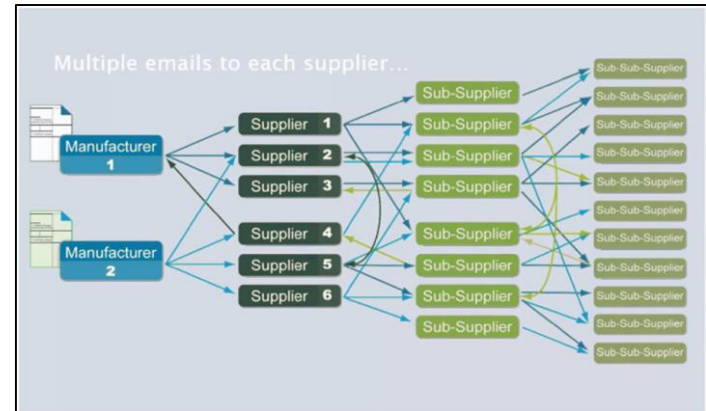 Multiple emails to each supplier...
Manufacturer
1
Manufacturer
2
Supplier 1
Supplier 2
Supplier 3
Supplier 4
Supplier 5
Supplier 6
Sub-Supplier
Sub-Supplier
Sub-Supplier
Sub-Supplier
Sub-Supplier
Sub-Supplier
Sub-Supplier
Sub-Supplier
Sub-Sub-Supplier
Sub-Sub-Supplier
Sub-Sub-Supplier
Sub-Sub-Supplier
Sub-Sub-Supplier
Sub-Sub-Supplier
Sub-Sub-Supplier
Sub-Sub-Supplier
Sub-Sub-Supplier
Sub-Sub-Supplier
Sub-Sub-Supplier